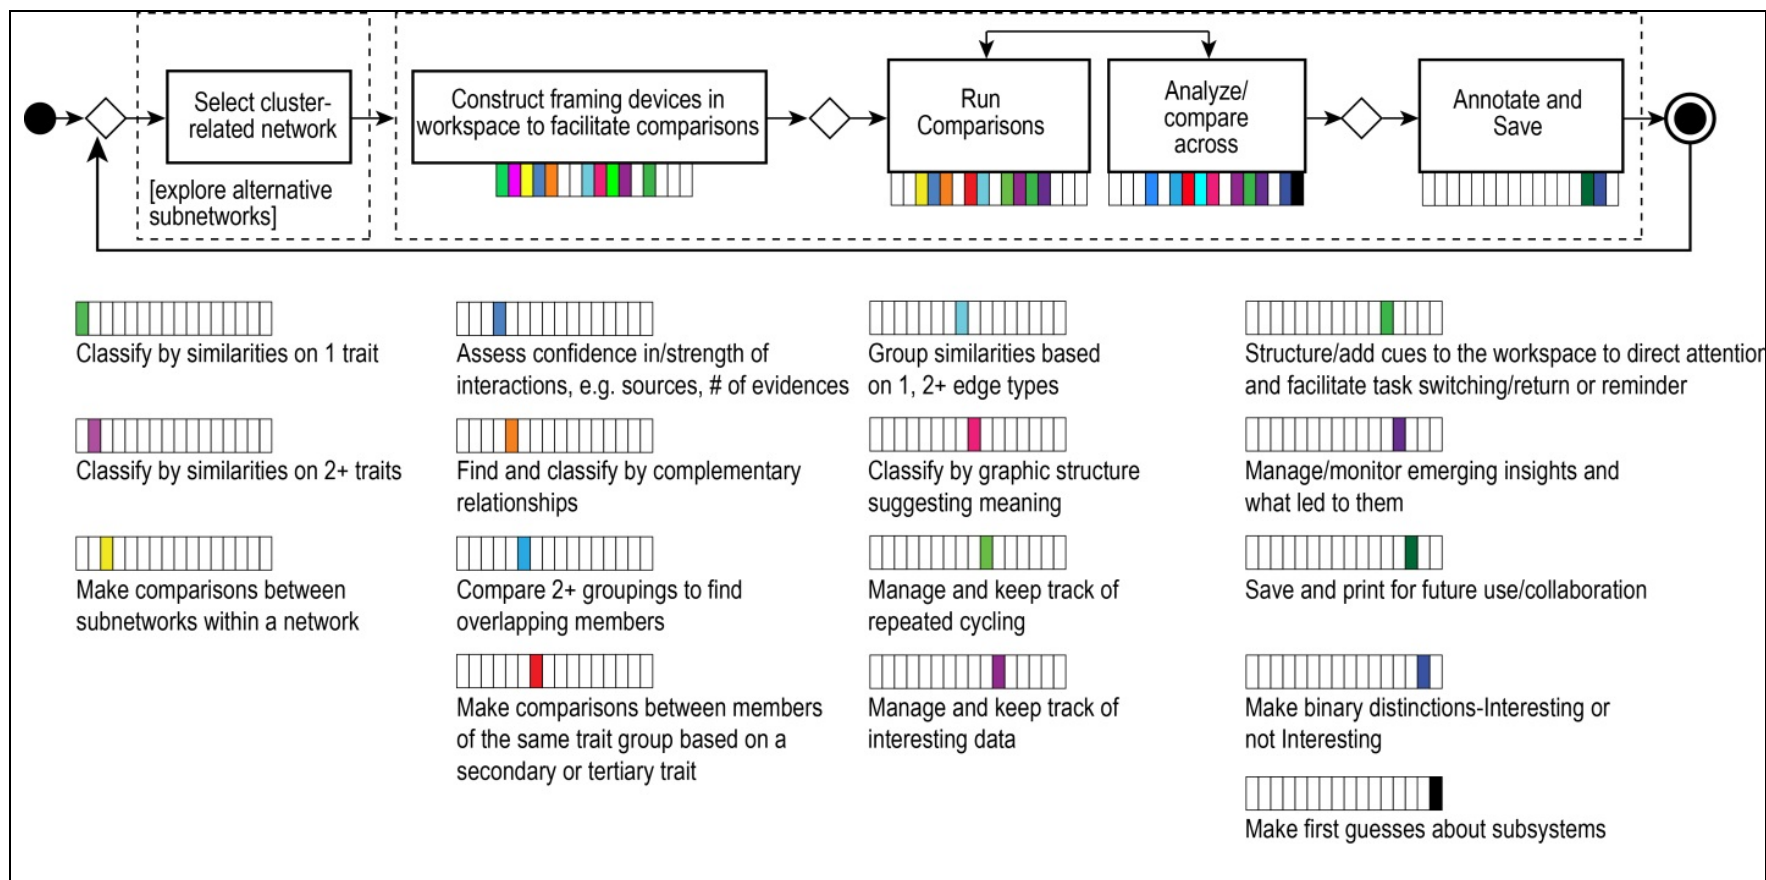 Select cluster-
related network
[explore alternative
subnetworks]
Construct framing devices in
workspace to facilitate comparisons
Run
Comparisons
Analyze/
compare
across
Annotate and
Save
Classify by similarities on 1 trait
Classify by similarities on 2+ traits
Make comparisons between
subnetworks within a network
Assess confidence in/strength of
interactions, e.g. sources, # of evidences
Find and classify by complementary
relationships
Compare 2+ groupings to find
overlapping members
Make comparisons between members
of the same trait group based on a
secondary or tertiary trait
Group similarities based
on 1, 2+ edge types
Classify by graphic structure
suggesting meaning
Manage and keep track of
repeated cycling
Manage and keep track of
interesting data
Structure/add cues to the workspace to direct attention
and facilitate task switching/return or reminder
Manage/monitor emerging insights and
what led to them
Save and print for future use/collaboration
Make binary distinctions-Interesting or
not Interesting
Make first guesses about subsystems